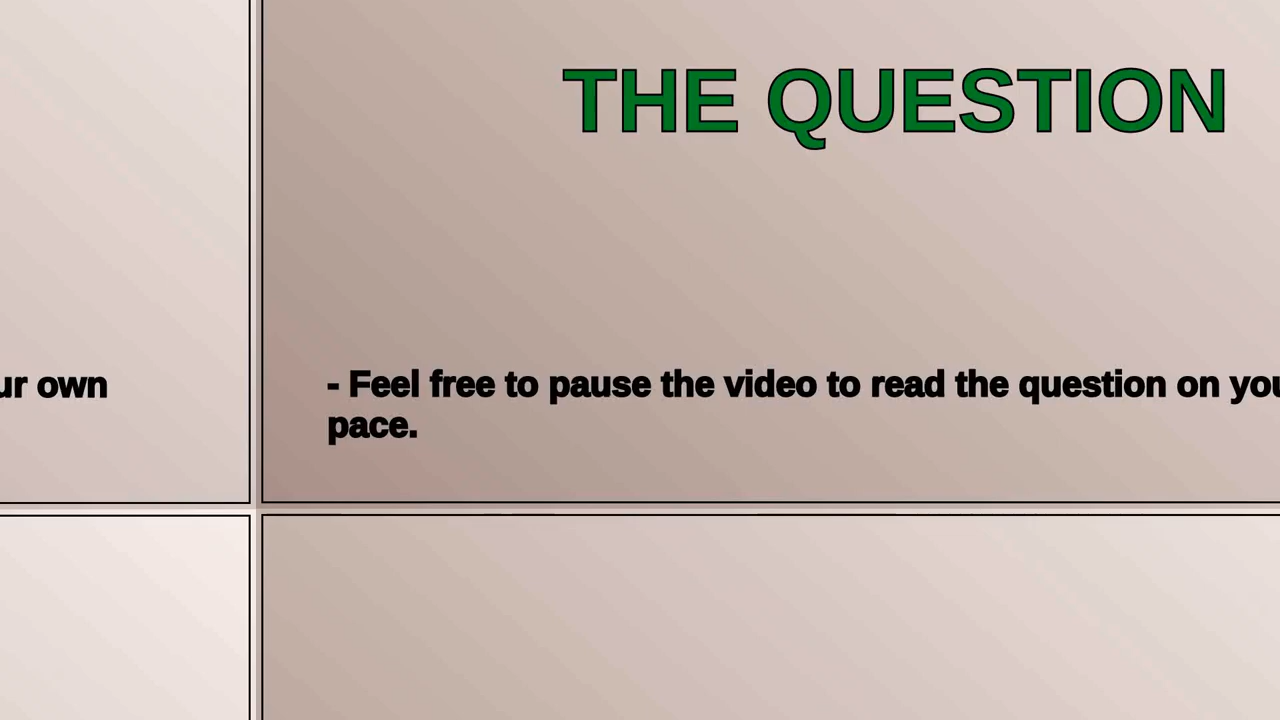 THE QUESTION
ur own
- Feel free to pause the video to read the question on you
pace.